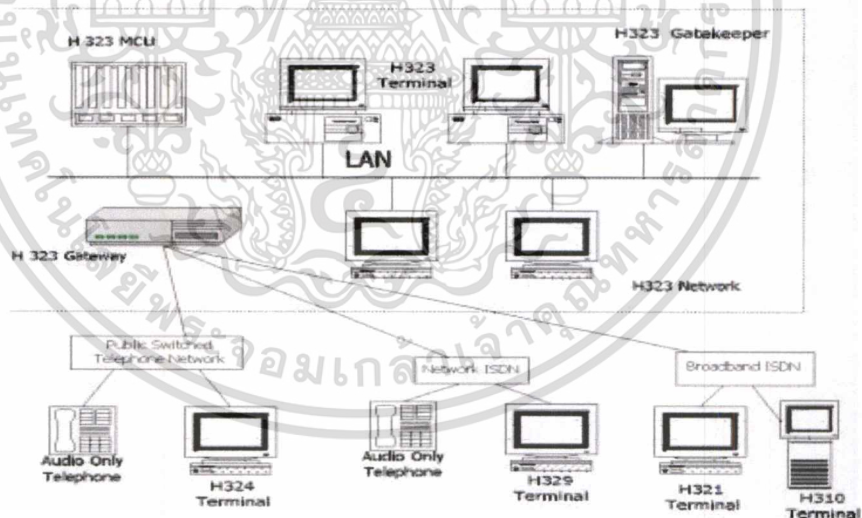 H 323 MCU
H323 Gatekeeper
H323
Terminal
LAN
H 323 Gateway
H323 Network
Public Switched
Telephone Network
Network ISDN
Broadband ISDN
Audio Only
Telephone
H324
Terminal
Audio Only
Telephone
H329
Terminal
H321
Terminal
H310
Terminal